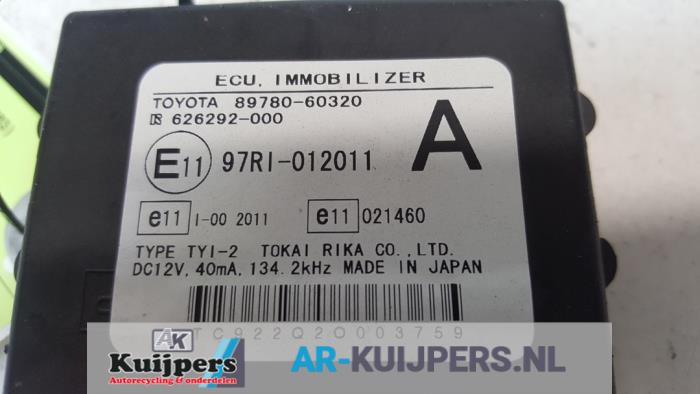 ECU, IMMOBILIZER
TOYOTA 89780-60320
626292-000
A
E11 97RI-012011
e11 I-00 2011 e11 021460
TYPE TYI-2 TOKAI RIKA CO.,LTD.
DC12V, 40mA, 134.2kHz MADE IN JAPAN
TC922Q20003759
AK
Kuijpers
Autorecycling & onderdelen
AR-KUIJPERS.NL